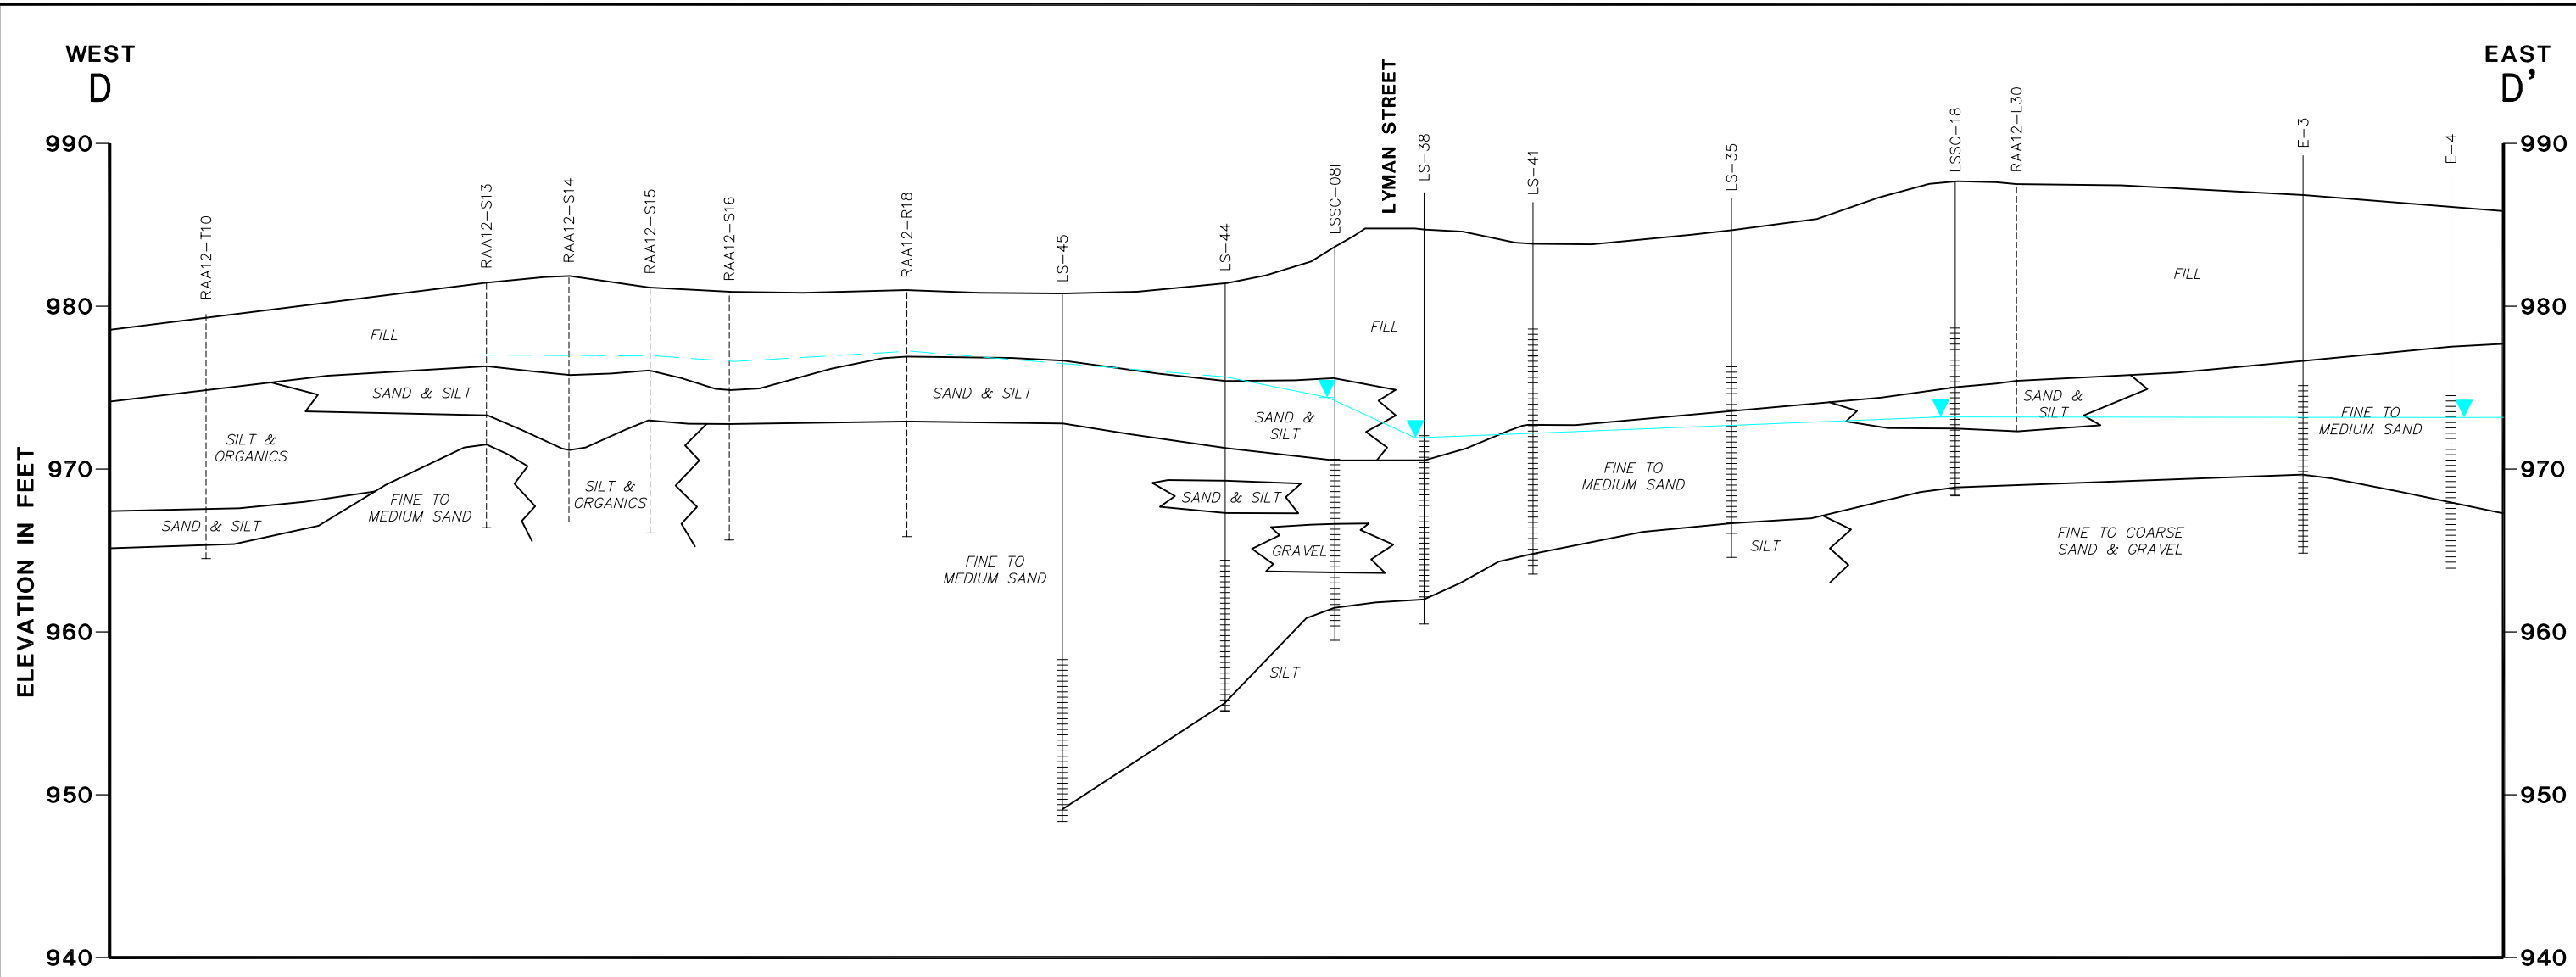 WEST
D
EAST
D'
LYMAN STREET
RAA12-T10
RAA12-S13
RAA12-S14
RAA12-S15
RAA12-S16
RAA12-R18
LS-45
LS-44
LSSC-08I
LS-38
LS-41
LS-35
LSSC-18
RAA12-L30
E-3
E-4
ELEVATION IN FEET
990
980
970
960
950
940
990
980
970
960
950
940
FILL
FILL
FILL
SAND & SILT
SAND & SILT
SAND &
SILT
SAND &
SILT
FINE TO
MEDIUM SAND
SILT &
ORGANICS
FINE TO
MEDIUM SAND
SILT &
ORGANICS
SAND & SILT
SAND & SILT
GRAVEL
FINE TO
MEDIUM SAND
FINE TO
MEDIUM SAND
SILT
FINE TO COARSE
SAND & GRAVEL
SILT